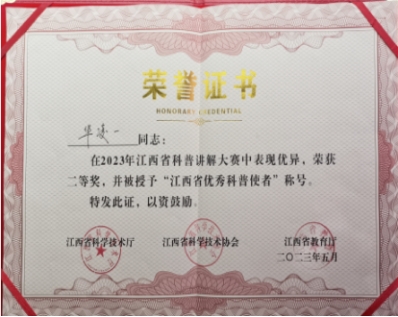 荣誉证书
HONORARY CREDENTIAL
同志：
在2023年江西省科普讲解大赛中表现优异，荣获
二等奖，并被授予“江西省优秀科普使者”称号。
特发此证，以资鼓励。
江西省科学技术厅 江西省科学技术协会 江西省教育厅
二〇二三年五月